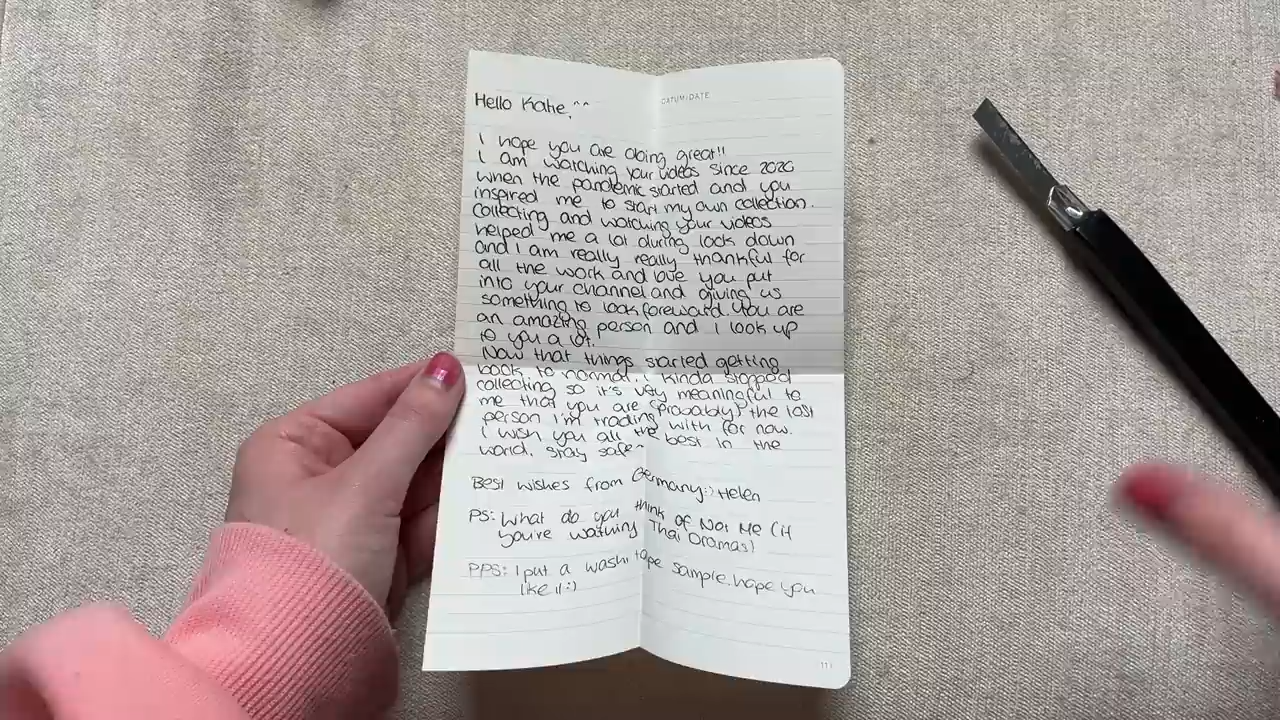 Hello Katie,^^
DATUM/DATE
I hope you are doing great!!
I am watching your videos since 2020
when the pandemic started and you
inspired me to start my own collection.
Collecting and watching your videos
helped me a lot during lock down
and I am really really thankful for
all the work and love you put
into your channel and giving us
something to look foreward. You are
an amazing person and I look up
to you a lot.
Now that things started getting
back to normal, I kinda stopped
collecting so it's very meaningful to
me that you are (probably) the last
person I'm trading with for now.
I wish you all the best in the
world, stay safe^^
Best wishes from Germany:) Helen
PS: What do you think of Not Me (if
you're watching Thai Dramas)
PPS: I put a washi tape sample. hope you
like it:)